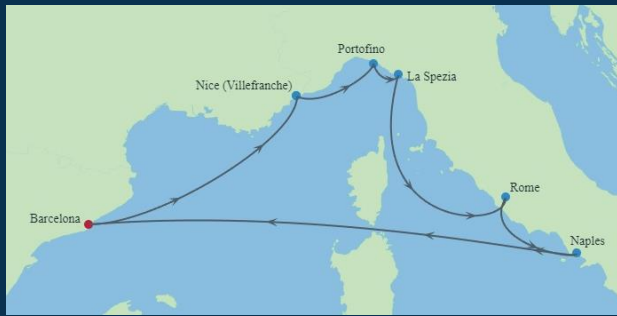 Portofino
La Spezia
Nice (Villefranche)
Rome
Barcelona
Naples